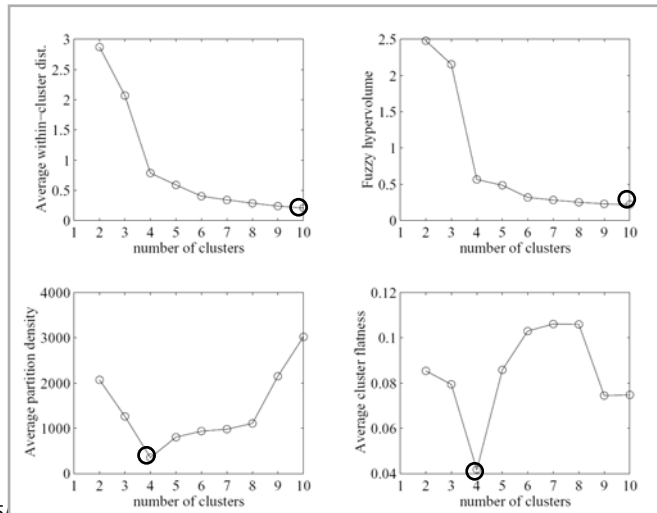 Average within-cluster dist.
3
2.5
2
1.5
1
0.5
0
1 2 3 4 5 6 7 8 9 10
number of clusters
Fuzzy hypervolume
2.5
2
1.5
1
0.5
0
1 2 3 4 5 6 7 8 9 10
number of clusters
Average partition density
4000
3000
2000
1000
0
1 2 3 4 5 6 7 8 9 10
number of clusters
Average cluster flatness
0.12
0.1
0.08
0.06
0.04
1 2 3 4 5 6 7 8 9 10
number of clusters